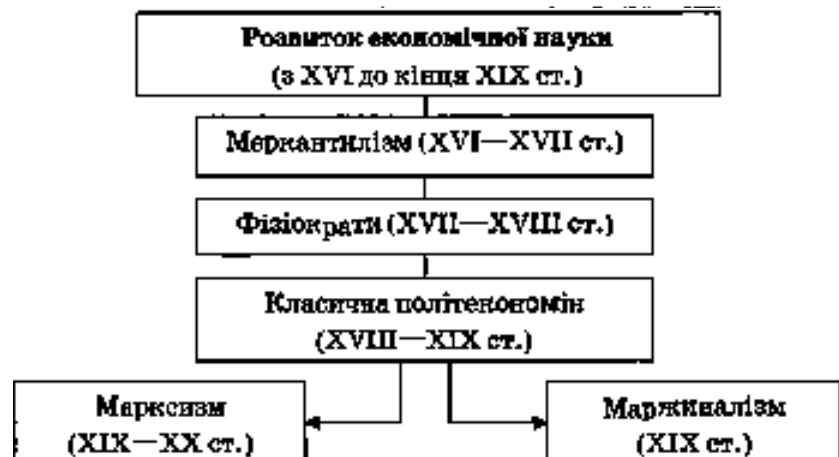 Розвиток економічної науки
(з XVI до кінця XIX ст.)
Меркантилізм (XVI—XVII ст.)
Фізіократи (XVII—XVIII ст.)
Класична політекономін
(XVIII—XIX ст.)
Марксизм
(XIX—XX ст.)
Маржиналізм
(XIX ст.)